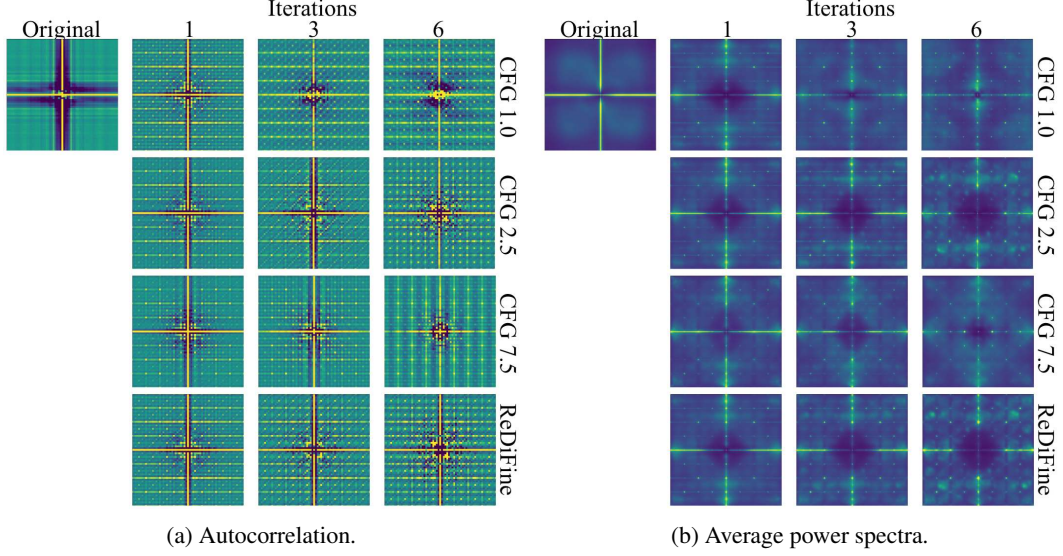 Iterations
Original 1 3 6
CFG 1.0
CFG 2.5
CFG 7.5
ReDiFine
(a) Autocorrelation.
Iterations
Original 1 3 6
CFG 1.0
CFG 2.5
CFG 7.5
ReDiFine
(b) Average power spectra.